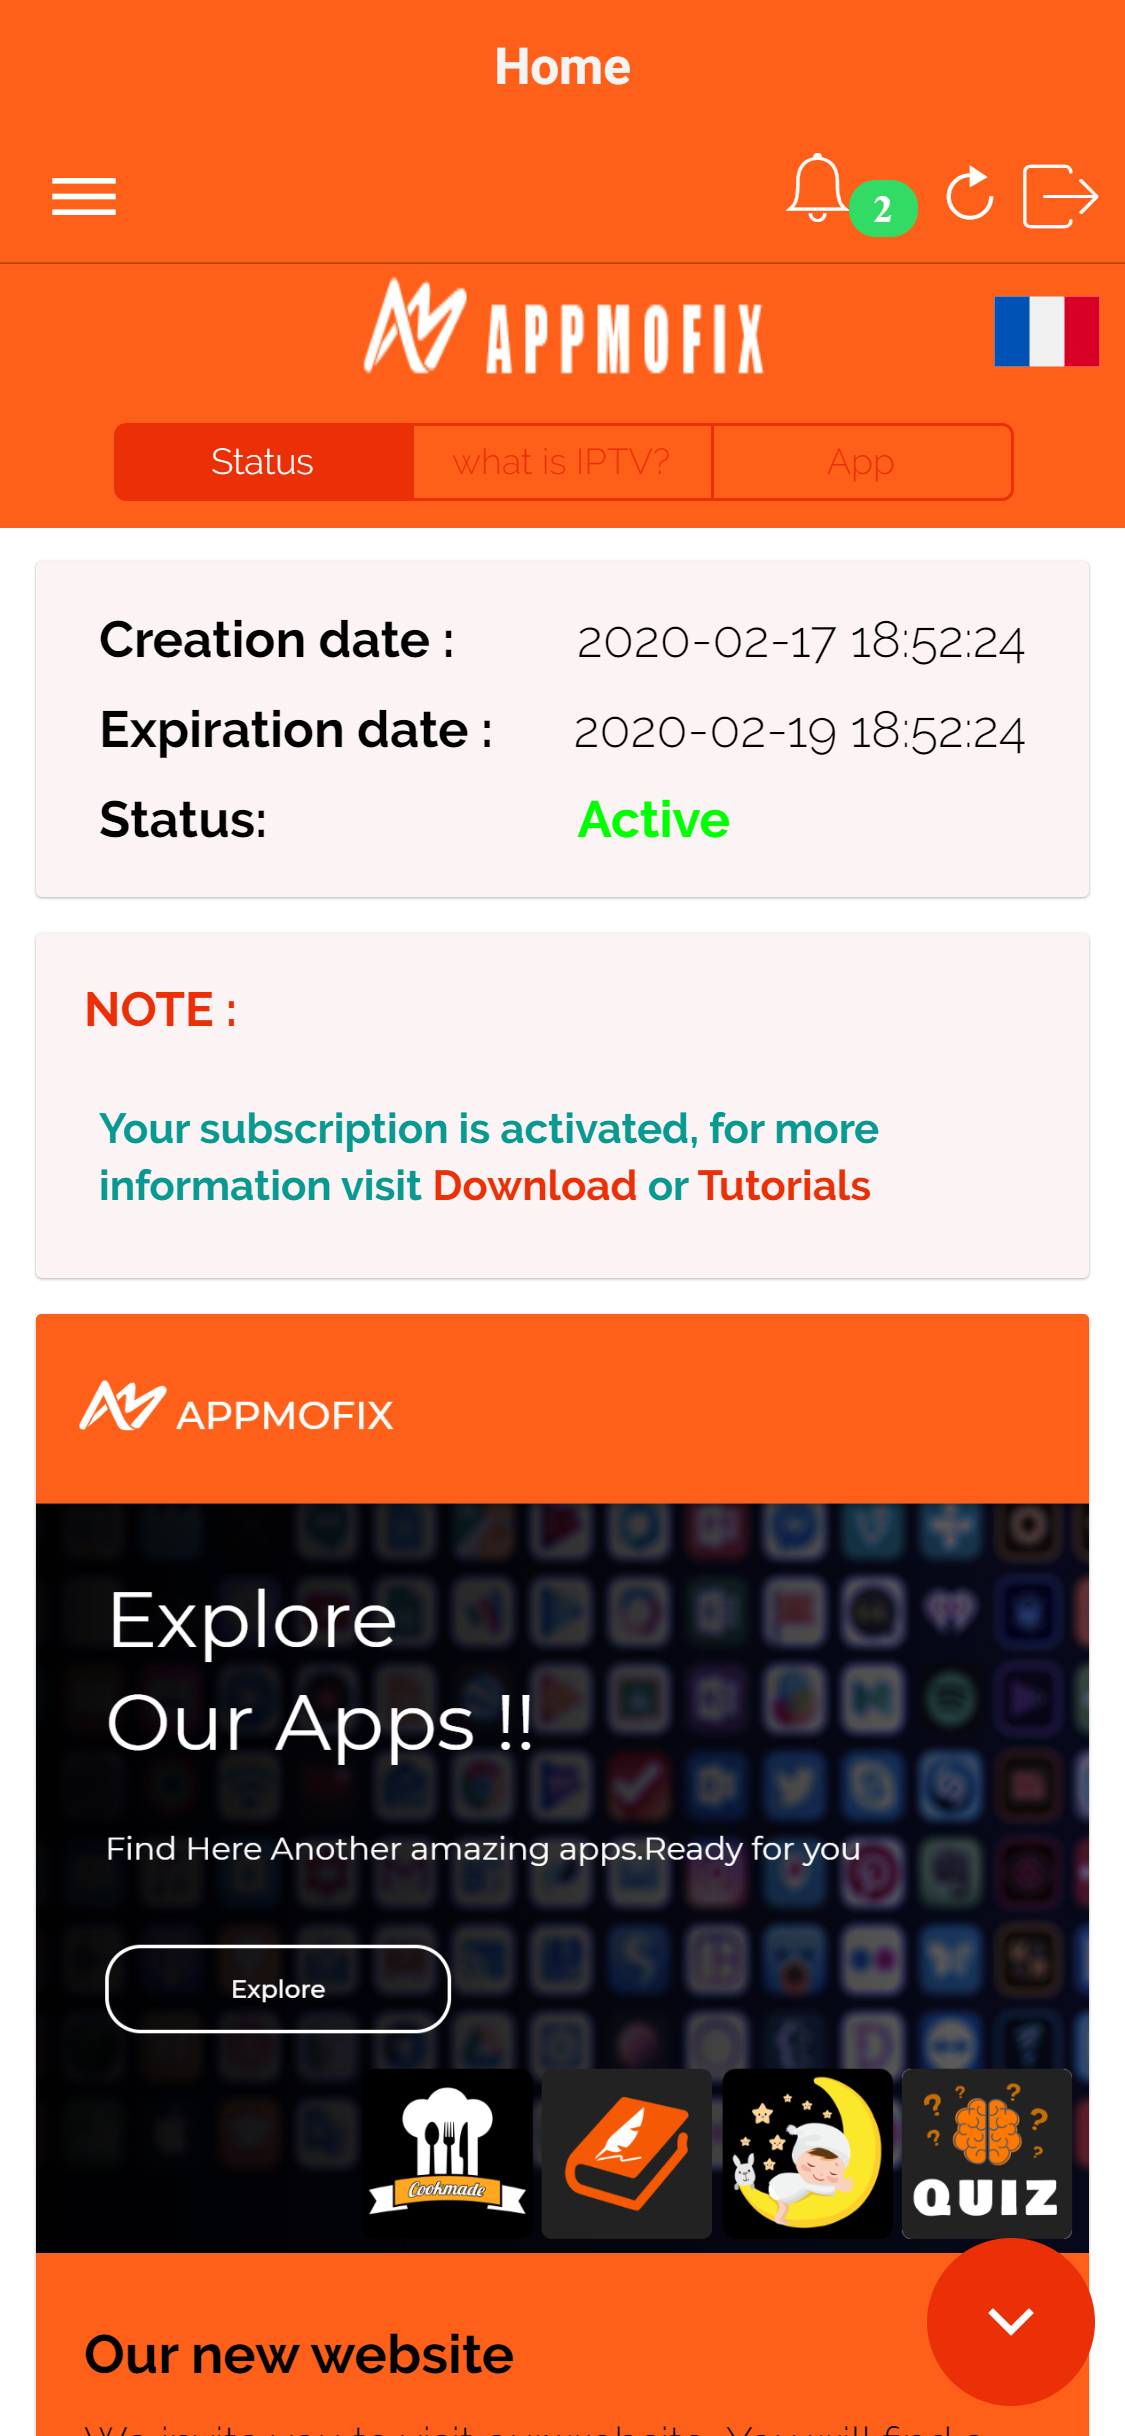 Home
2
APPMOFIX
Status
what is IPTV?
App
Creation date :
2020-02-17 18:52:24
Expiration date :
2020-02-19 18:52:24
Status:
Active
NOTE :
Your subscription is activated, for more
information visit Download or Tutorials
APPMOFIX
Explore
Our Apps !!
Find Here Another amazing apps.Ready for you
Explore
Cookmade
QUIZ
Our new website